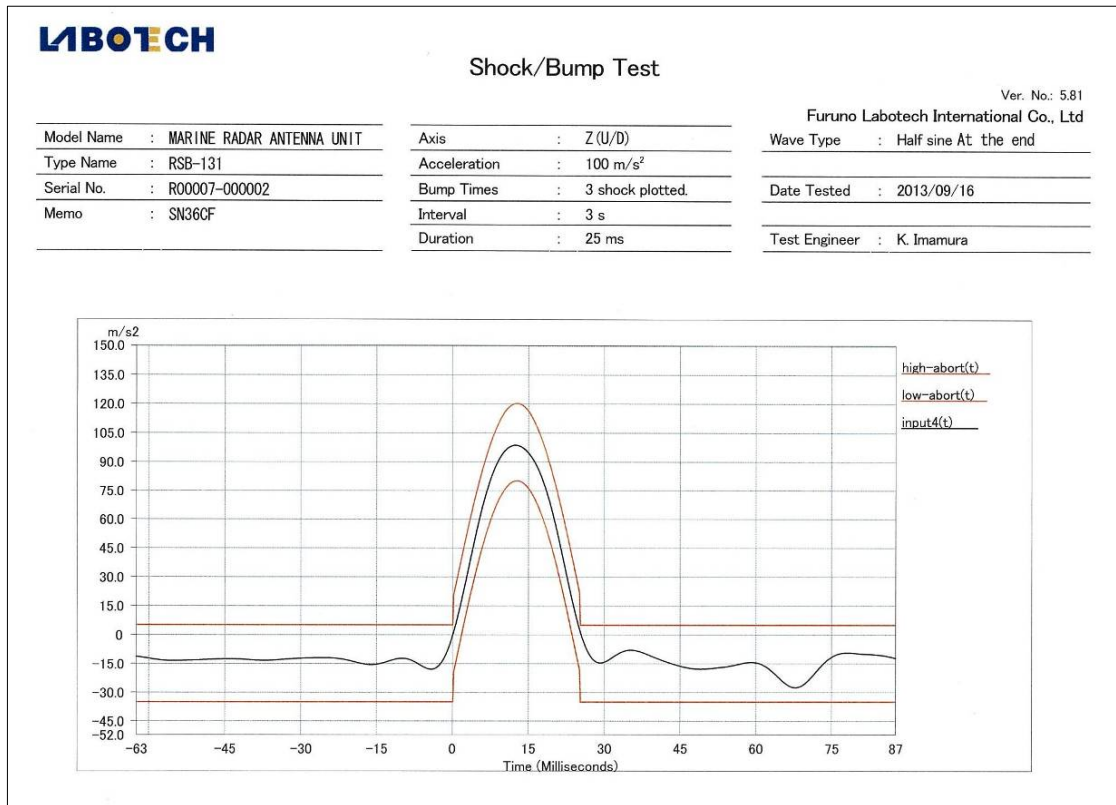 LABOTECH
Shock/Bump Test
Ver. No.: 5.81
Furuno Labotech International Co., Ltd
Model Name : MARINE RADAR ANTENNA UNIT
Type Name : RSB-131
Serial No. : R00007-000002
Memo : SN36CF
Axis : Z(U/D)
Acceleration : 100 m/s²
Bump Times : 3 shock plotted.
Interval : 3 s
Duration : 25 ms
Wave Type : Half sine At the end
Date Tested : 2013/09/16
Test Engineer : K. Imamura
m/s2
150.0
135.0
120.0
105.0
90.0
75.0
60.0
45.0
30.0
15.0
0
-15.0
-30.0
-45.0
-52.0
-63 -45 -30 -15 0 15 30 45 60 75 87
Time (Milliseconds)
high-abort(t)
low-abort(t)
input4(t)